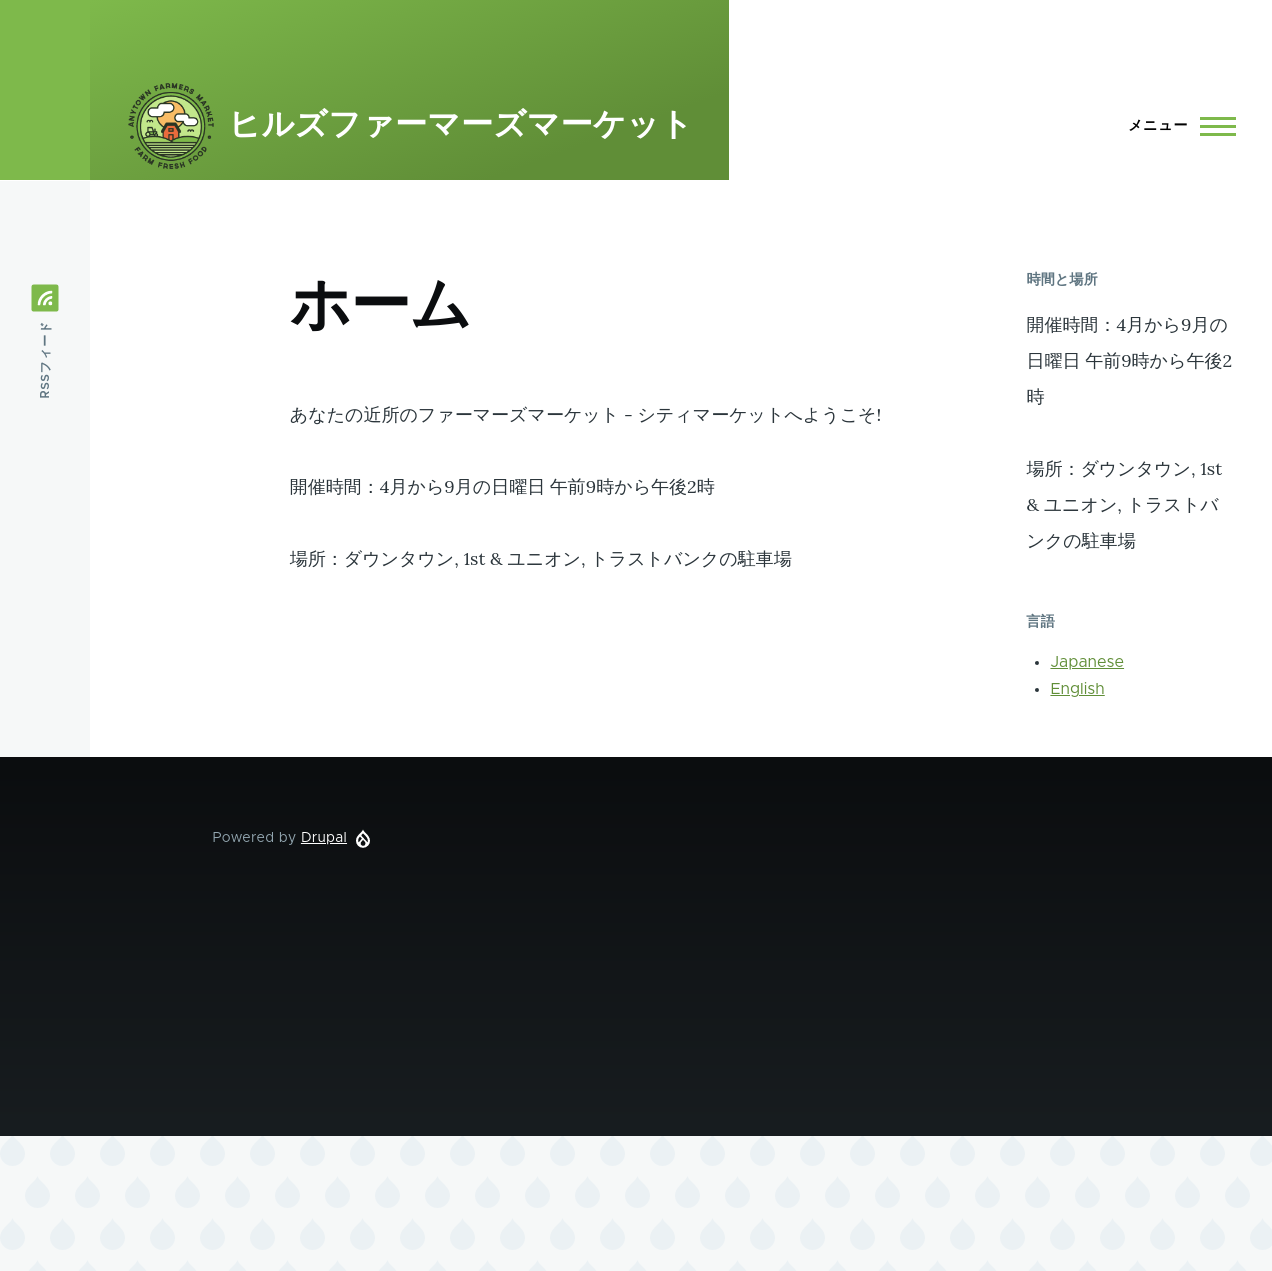 ANYTOWN FARMERS MARKET
FARM FRESH FOOD
ヒルズファーマーズマーケット
メニュー
RSSフィード
ホーム
あなたの近所のファーマーズマーケット - シティマーケットへようこそ!
開催時間：4月から9月の日曜日 午前9時から午後2時
場所：ダウンタウン, 1st & ユニオン, トラストバンクの駐車場
時間と場所
開催時間：4月から9月の
日曜日 午前9時から午後2
時
場所：ダウンタウン, 1st
& ユニオン, トラストバ
ンクの駐車場
言語
Japanese
English
Powered by Drupal